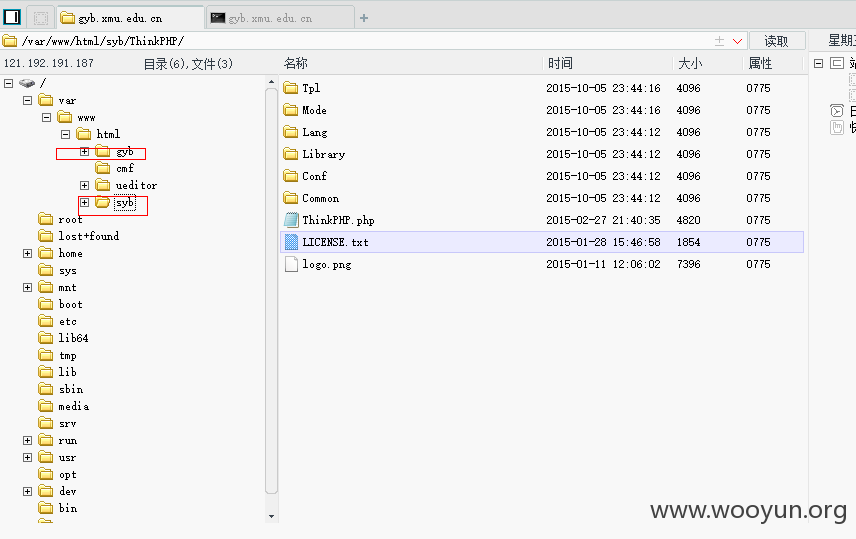 gyb.xmu.edu.cn gyb.xmu.edu.cn
/var/www/html/syb/ThinkPHP/ 读取 星期五
121.192.191.187 目录(6),文件(3) 名称 时间 大小 属性
/
var
www
html
gyb
cmf
ueditor
syb
root
lost+found
home
sys
mnt
boot
etc
lib64
tmp
lib
sbin
media
srv
run
usr
opt
dev
bin
Tpl 2015-10-05 23:44:16 4096 0775
Mode 2015-10-05 23:44:16 4096 0775
Lang 2015-10-05 23:44:12 4096 0775
Library 2015-10-05 23:44:12 4096 0775
Conf 2015-10-05 23:44:12 4096 0775
Common 2015-10-05 23:44:12 4096 0775
ThinkPHP.php 2015-02-27 21:40:35 4820 0775
LICENSE.txt 2015-01-28 15:46:58 1854 0775
logo.png 2015-01-11 12:06:02 7396 0775
www.wooyun.org